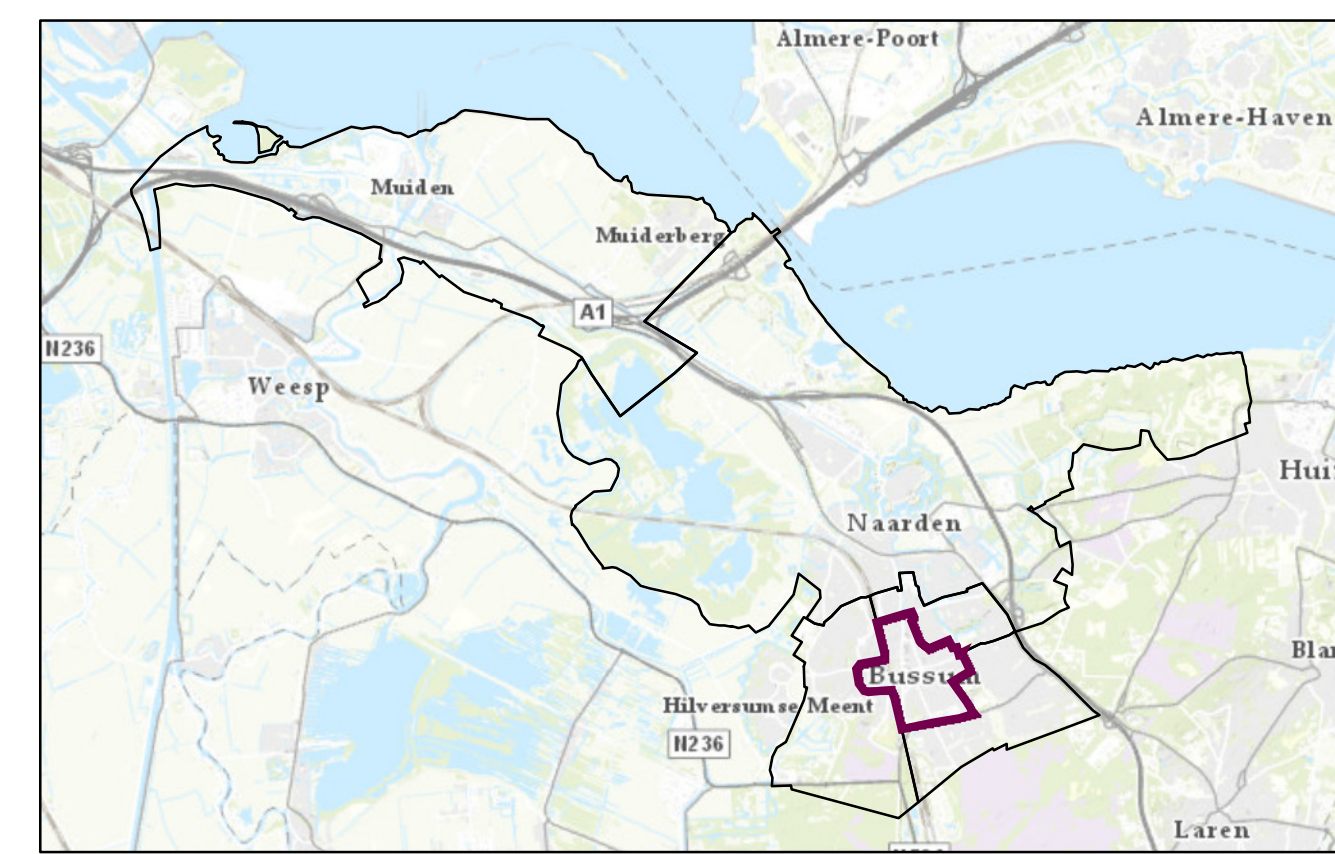 Almere-Poort
Almere-Haven
Muiden
Muiderberg
A1
N236
Weesp
Naarden
Bussum
Hilversumse Meent
N236
Laren